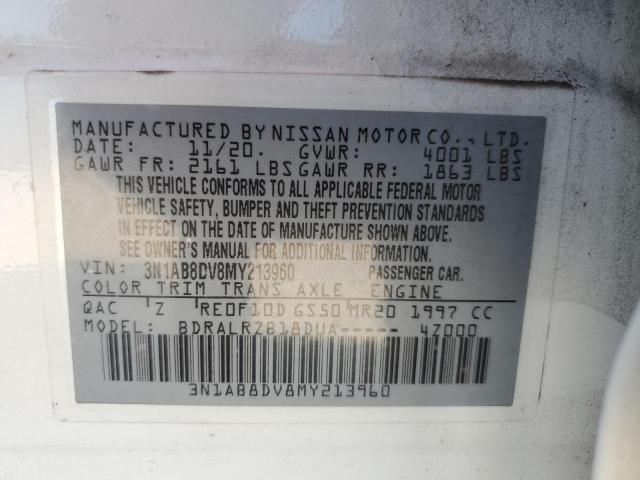 MANUFACTURED BY NISSAN MOTOR CO., LTD.
DATE: 11/20. GVWR: 4001 LBS
GAWR FR: 2161 LBS GAWR RR: 1863 LBS
THIS VEHICLE CONFORMS TO ALL APPLICABLE FEDERAL MOTOR
VEHICLE SAFETY, BUMPER AND THEFT PREVENTION STANDARDS
IN EFFECT ON THE DATE OF MANUFACTURE SHOWN ABOVE.
SEE OWNER'S MANUAL FOR ADDITIONAL INFORMATION.
VIN: 3N1AB8DV8MY213960 PASSENGER CAR.
COLOR TRIM TRANS AXLE ENGINE
QAC Z RE0F10D GS50 MR20 1997 CC
MODEL: BDRALRZB18DUA----- 4Z000
3N1AB8DV8MY213960